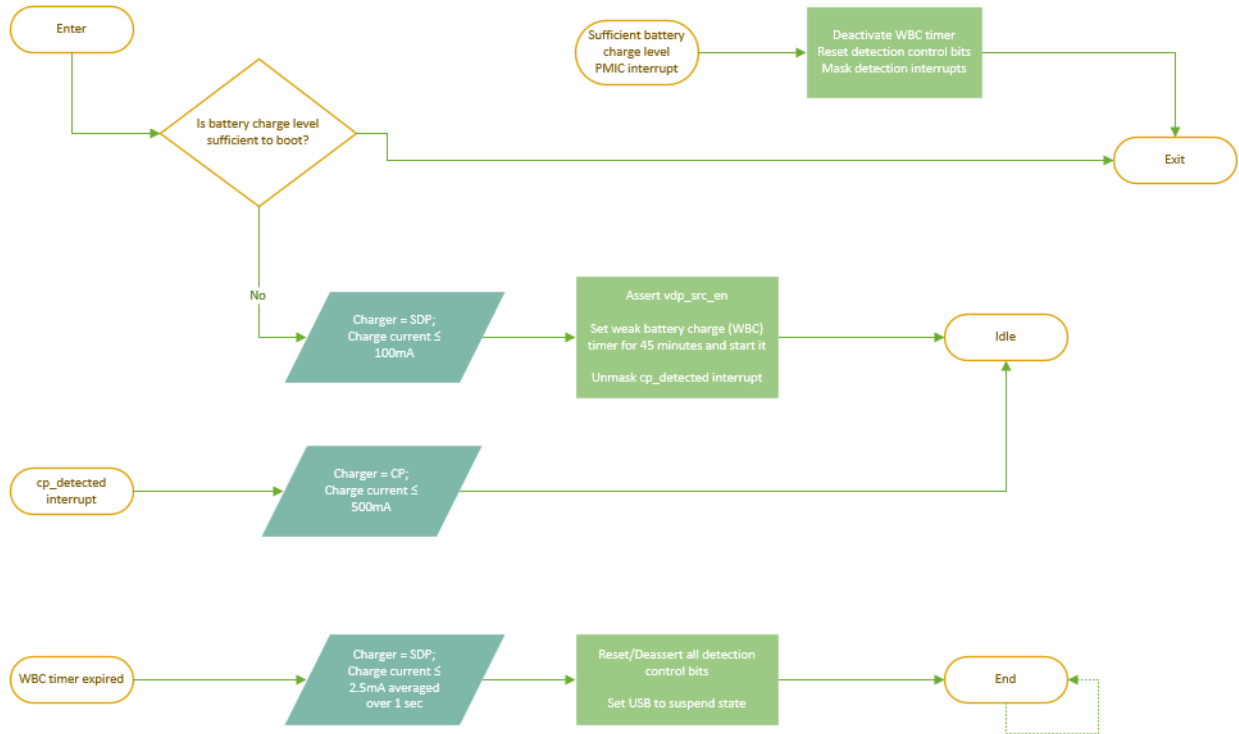 Enter
Sufficient battery
charge level
PMIC interrupt
Deactivate WBC timer
Reset detection control bits
Mask detection interrupts
Is battery charge level
sufficient to boot?
Exit
No
Charger = SDP;
Charge current ≤
100mA
Assert vdp_src_en
Set weak battery charge (WBC)
timer for 45 minutes and start it
Unmask cp_detected interrupt
Idle
cp_detected
interrupt
Charger = CP;
Charge current ≤
500mA
WBC timer expired
Charger = SDP;
Charge current ≤
2.5mA averaged
over 1 sec
Reset/Deassert all detection
control bits
Set USB to suspend state
End